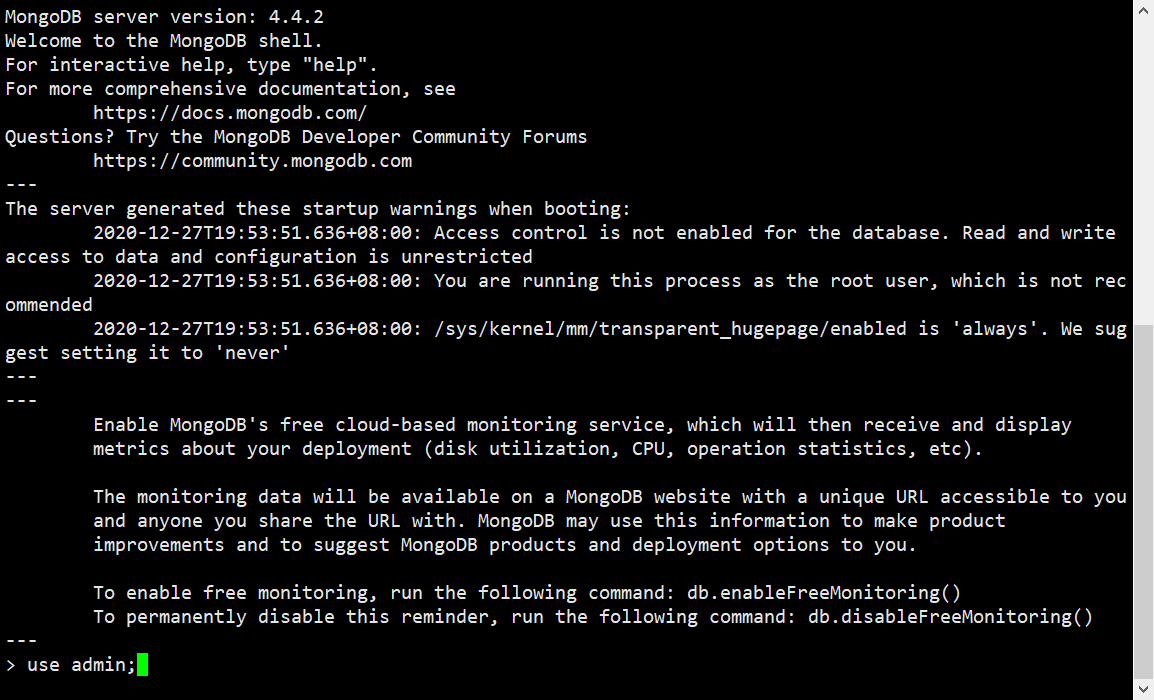 MongoDB server version: 4.4.2
Welcome to the MongoDB shell.
For interactive help, type "help".
For more comprehensive documentation, see
        https://docs.mongodb.com/
Questions? Try the MongoDB Developer Community Forums
        https://community.mongodb.com
---
The server generated these startup warnings when booting:
        2020-12-27T19:53:51.636+08:00: Access control is not enabled for the database. Read and write
access to data and configuration is unrestricted
        2020-12-27T19:53:51.636+08:00: You are running this process as the root user, which is not rec
ommended
        2020-12-27T19:53:51.636+08:00: /sys/kernel/mm/transparent_hugepage/enabled is 'always'. We sug
gest setting it to 'never'
---
---
        Enable MongoDB's free cloud-based monitoring service, which will then receive and display
        metrics about your deployment (disk utilization, CPU, operation statistics, etc).

        The monitoring data will be available on a MongoDB website with a unique URL accessible to you
        and anyone you share the URL with. MongoDB may use this information to make product
        improvements and to suggest MongoDB products and deployment options to you.

        To enable free monitoring, run the following command: db.enableFreeMonitoring()
        To permanently disable this reminder, run the following command: db.disableFreeMonitoring()
---
> use admin;